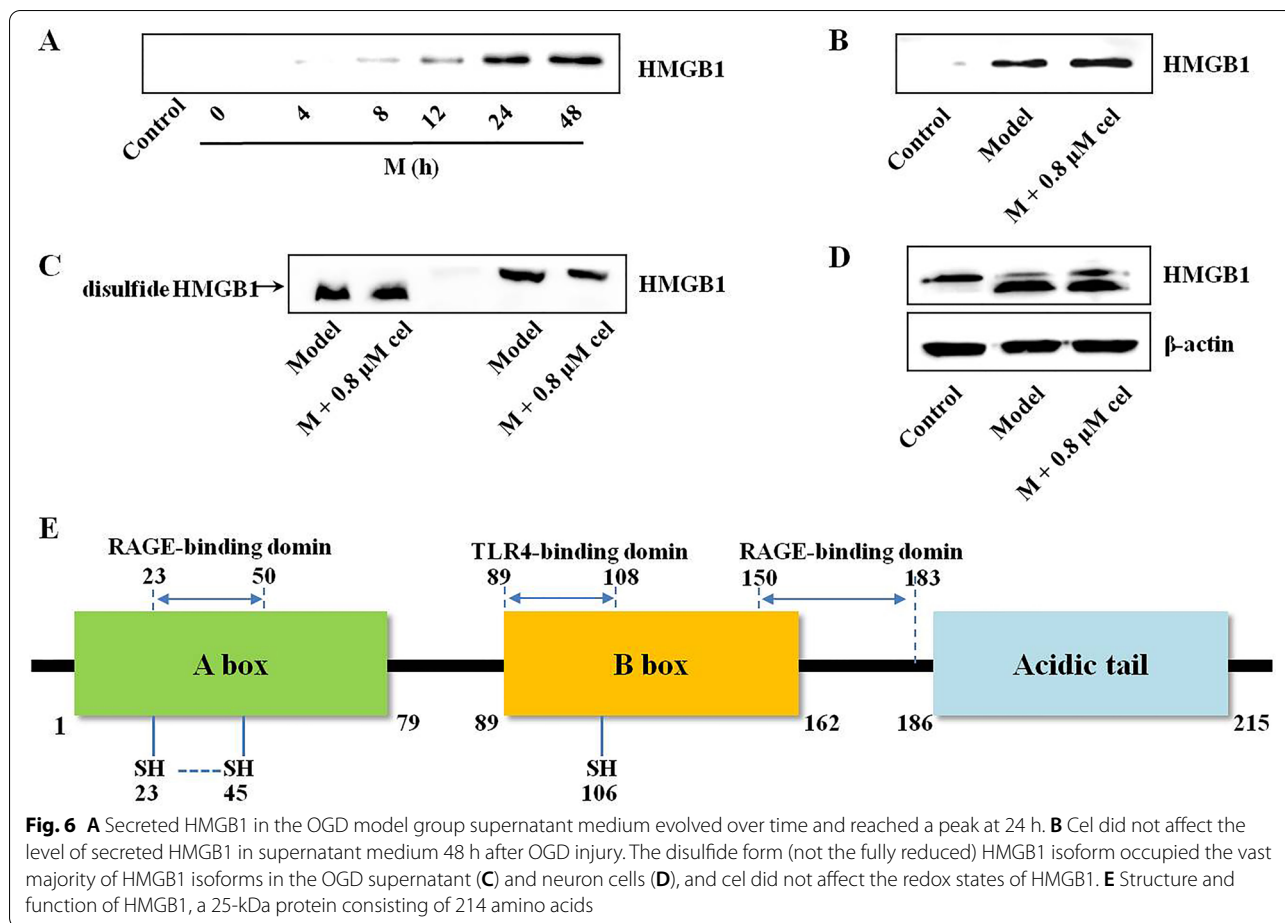 A
HMGB1
Control
0
4
8
12
24
48
M (h)
B
HMGB1
Control
Model
M + 0.8 µM cel
C
disulfide HMGB1
HMGB1
Model
M + 0.8 µM cel
Model
M + 0.8 µM cel
D
HMGB1
β-actin
Control
Model
M + 0.8 µM cel
E
RAGE-binding domin
23 50
TLR4-binding domin
89 108
RAGE-binding domin
150 183
A box
B box
Acidic tail
1 79 89 162 186 215
SH SH SH
23 45 106
Fig. 6 A Secreted HMGB1 in the OGD model group supernatant medium evolved over time and reached a peak at 24 h. B Cel did not affect the
level of secreted HMGB1 in supernatant medium 48 h after OGD injury. The disulfide form (not the fully reduced) HMGB1 isoform occupied the vast
majority of HMGB1 isoforms in the OGD supernatant (C) and neuron cells (D), and cel did not affect the redox states of HMGB1. E Structure and
function of HMGB1, a 25-kDa protein consisting of 214 amino acids